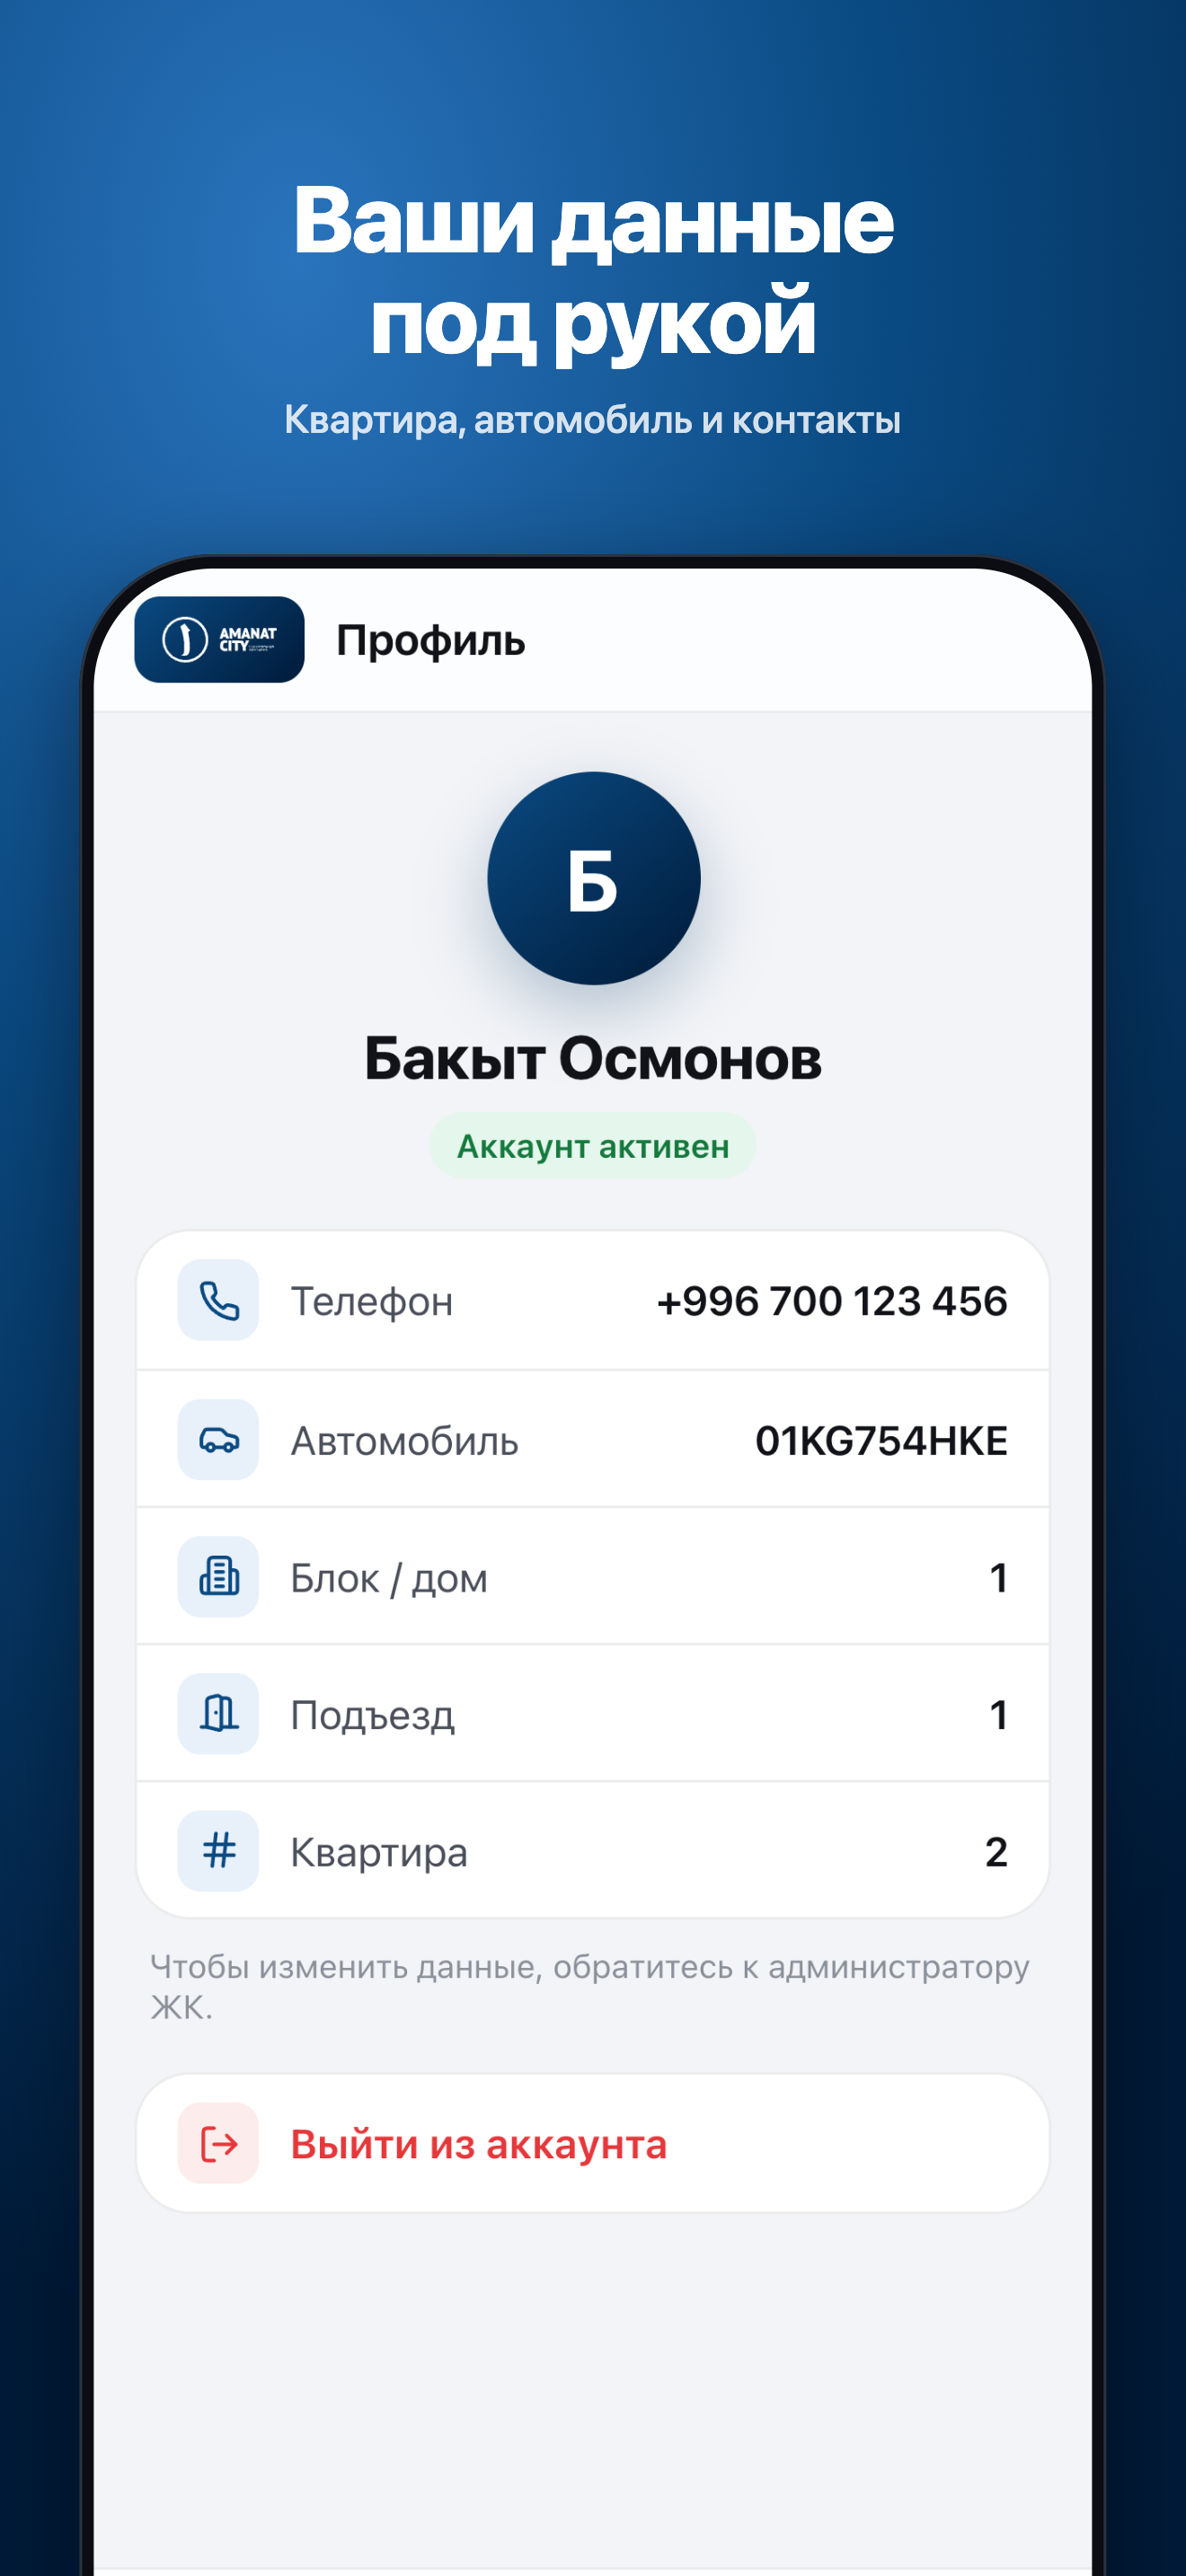 Ваши данные
под рукой
Квартира, автомобиль и контакты
AMANAT
CITY
Профиль
Б
Бакыт Осмонов
Аккаунт активен
Телефон +996 700 123 456
Автомобиль 01KG754HKE
Блок / дом 1
Подъезд 1
Квартира 2
Чтобы изменить данные, обратитесь к администратору
ЖК.
Выйти из аккаунта